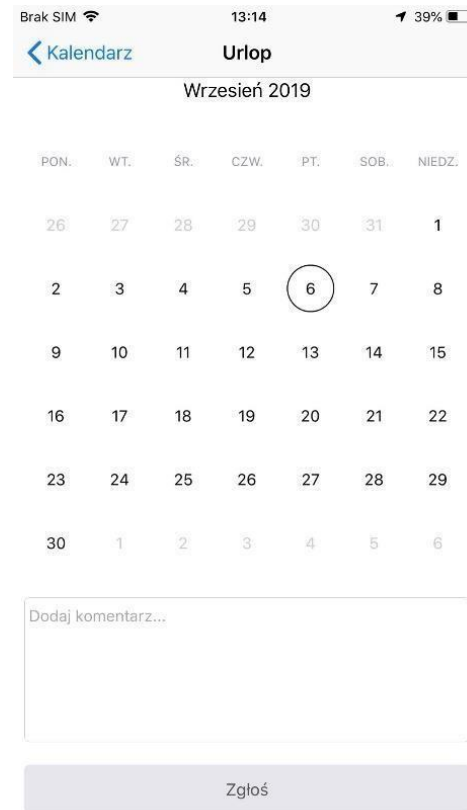 Brak SIM 13:14 39%
Kalendarz Urlop
Wrzesień 2019
PON. WT. ŚR. CZW. PT. SOB. NIEDZ.
26 27 28 29 30 31 1
2 3 4 5 6 7 8
9 10 11 12 13 14 15
16 17 18 19 20 21 22
23 24 25 26 27 28 29
30 1 2 3 4 5 6
Dodaj komentarz...
Zgłoś